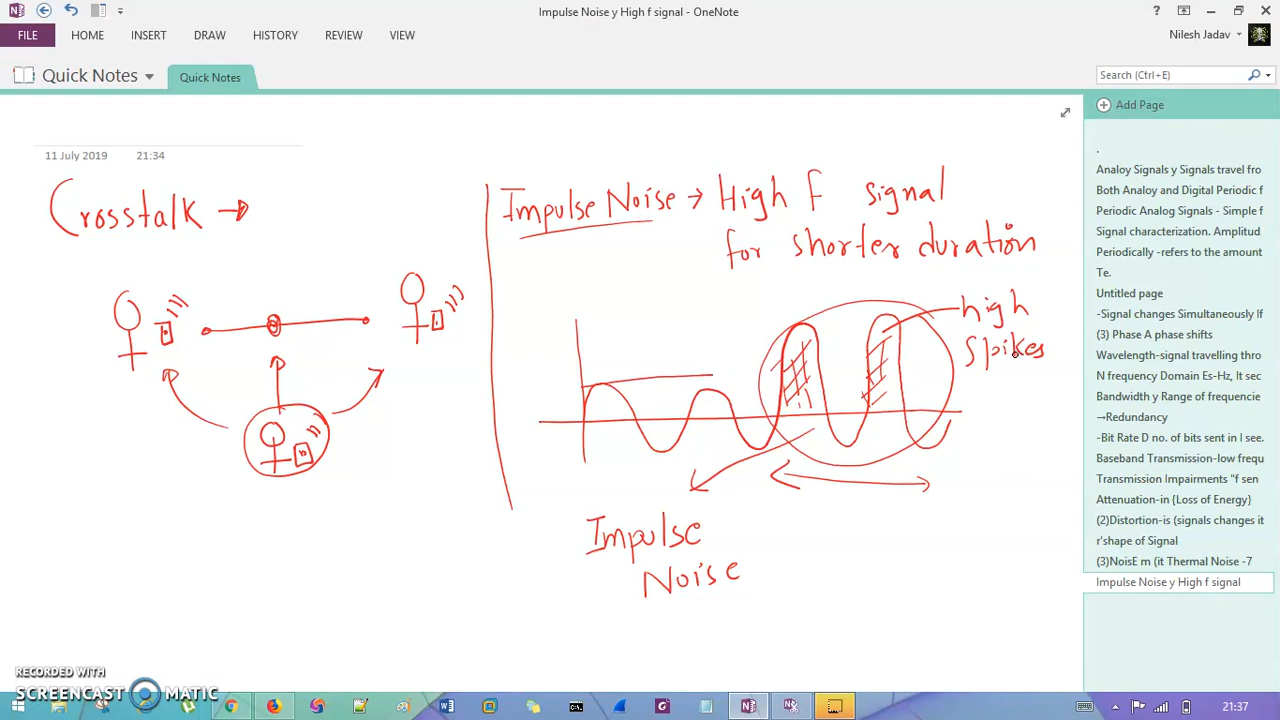 Impulse Noise y High f signal - OneNote
FILE
HOME
INSERT
DRAW
HISTORY
REVIEW
VIEW
Nilesh Jadav
Quick Notes
Quick Notes
Search (Ctrl+E)
Add Page
11 July 2019
21:34
Crosstalk →
Impulse Noise → High f signal
for shorter duration
high
Spikes
Impulse
Noise
.
Analoy Signals y Signals travel fro
Both Analoy and Digital Periodic f
Periodic Analog Signals - Simple f
Signal characterization. Amplitud
Periodically -refers to the amount
Te.
Untitled page
-Signal changes Simultaneously If
(3) Phase A phase shifts
Wavelength-signal travelling thro
N frequency Domain Es-Hz, It sec
Bandwidth y Range of frequencie
→Redundancy
-Bit Rate D no. of bits sent in I see.
Baseband Transmission-low frequ
Transmission Impairments "f sen
Attenuation-in {Loss of Energy}
(2)Distortion-is (signals changes it
r'shape of Signal
(3)NoisE m (it Thermal Noise -7
Impulse Noise y High f signal
RECORDED WITH
SCREENCAST MATIC
21:37